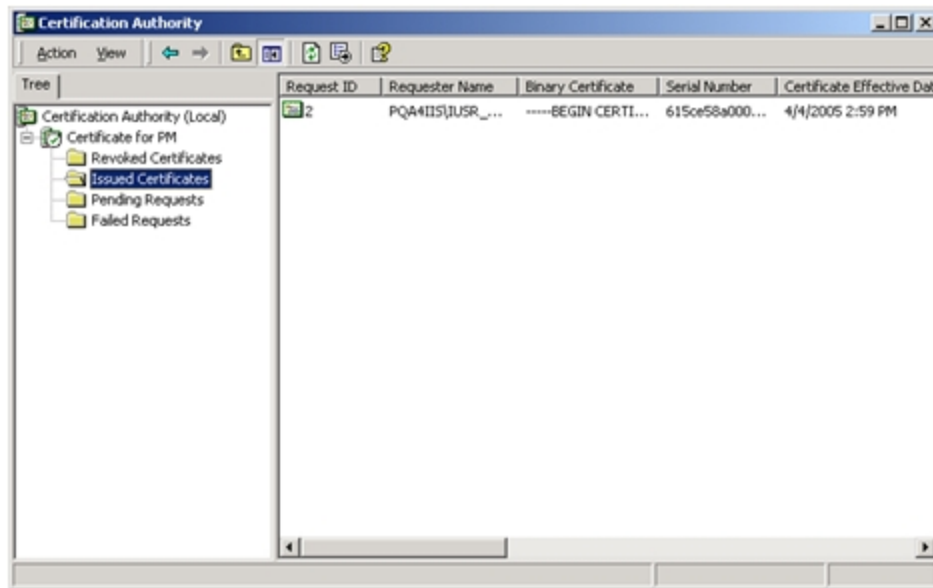 Certification Authority
Action View
Tree
Request ID Requester Name Binary Certificate Serial Number Certificate Effective Dat
Certification Authority (Local)
2 PQA4IIS\IUSR_... -----BEGIN CERTI... 615ce58a000... 4/4/2005 2:59 PM
Certificate for PM
Revoked Certificates
Issued Certificates
Pending Requests
Failed Requests